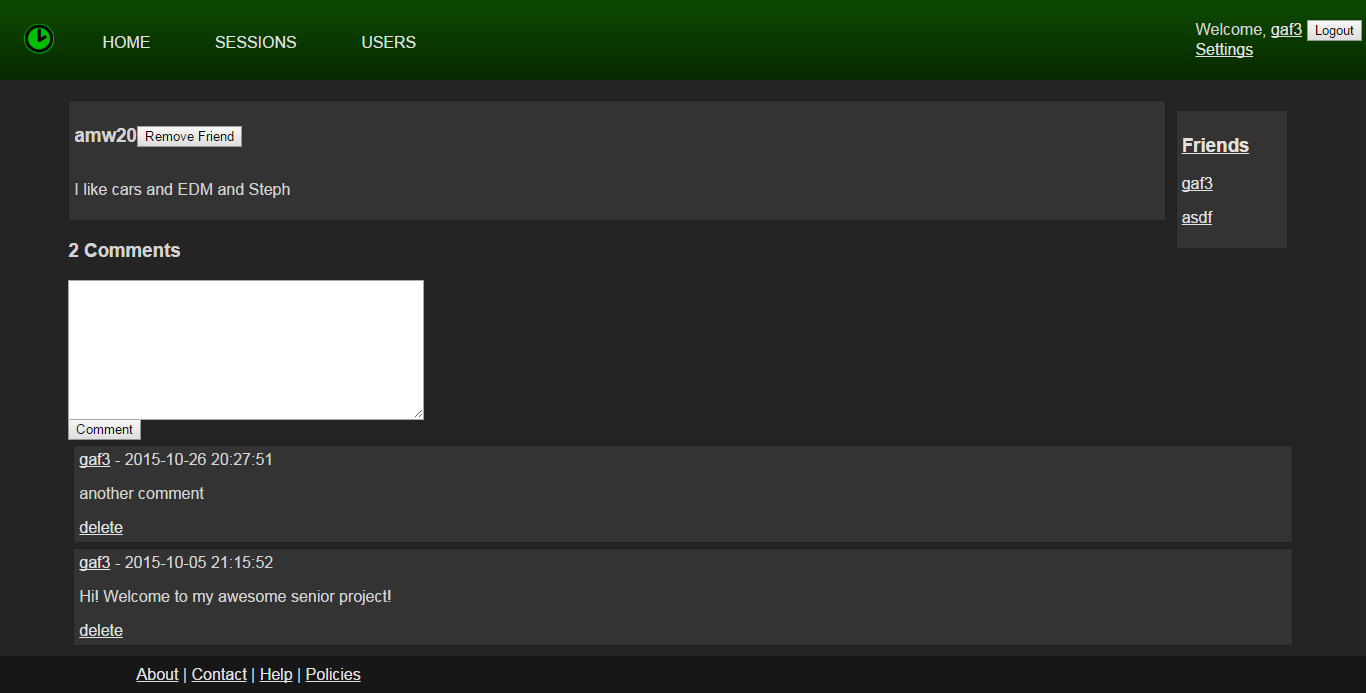 HOME SESSIONS USERS
Welcome, gaf3 Logout
Settings
amw20 Remove Friend
I like cars and EDM and Steph
Friends
gaf3
asdf
2 Comments
Comment
gaf3 - 2015-10-26 20:27:51
another comment
delete
gaf3 - 2015-10-05 21:15:52
Hi! Welcome to my awesome senior project!
delete
About | Contact | Help | Policies